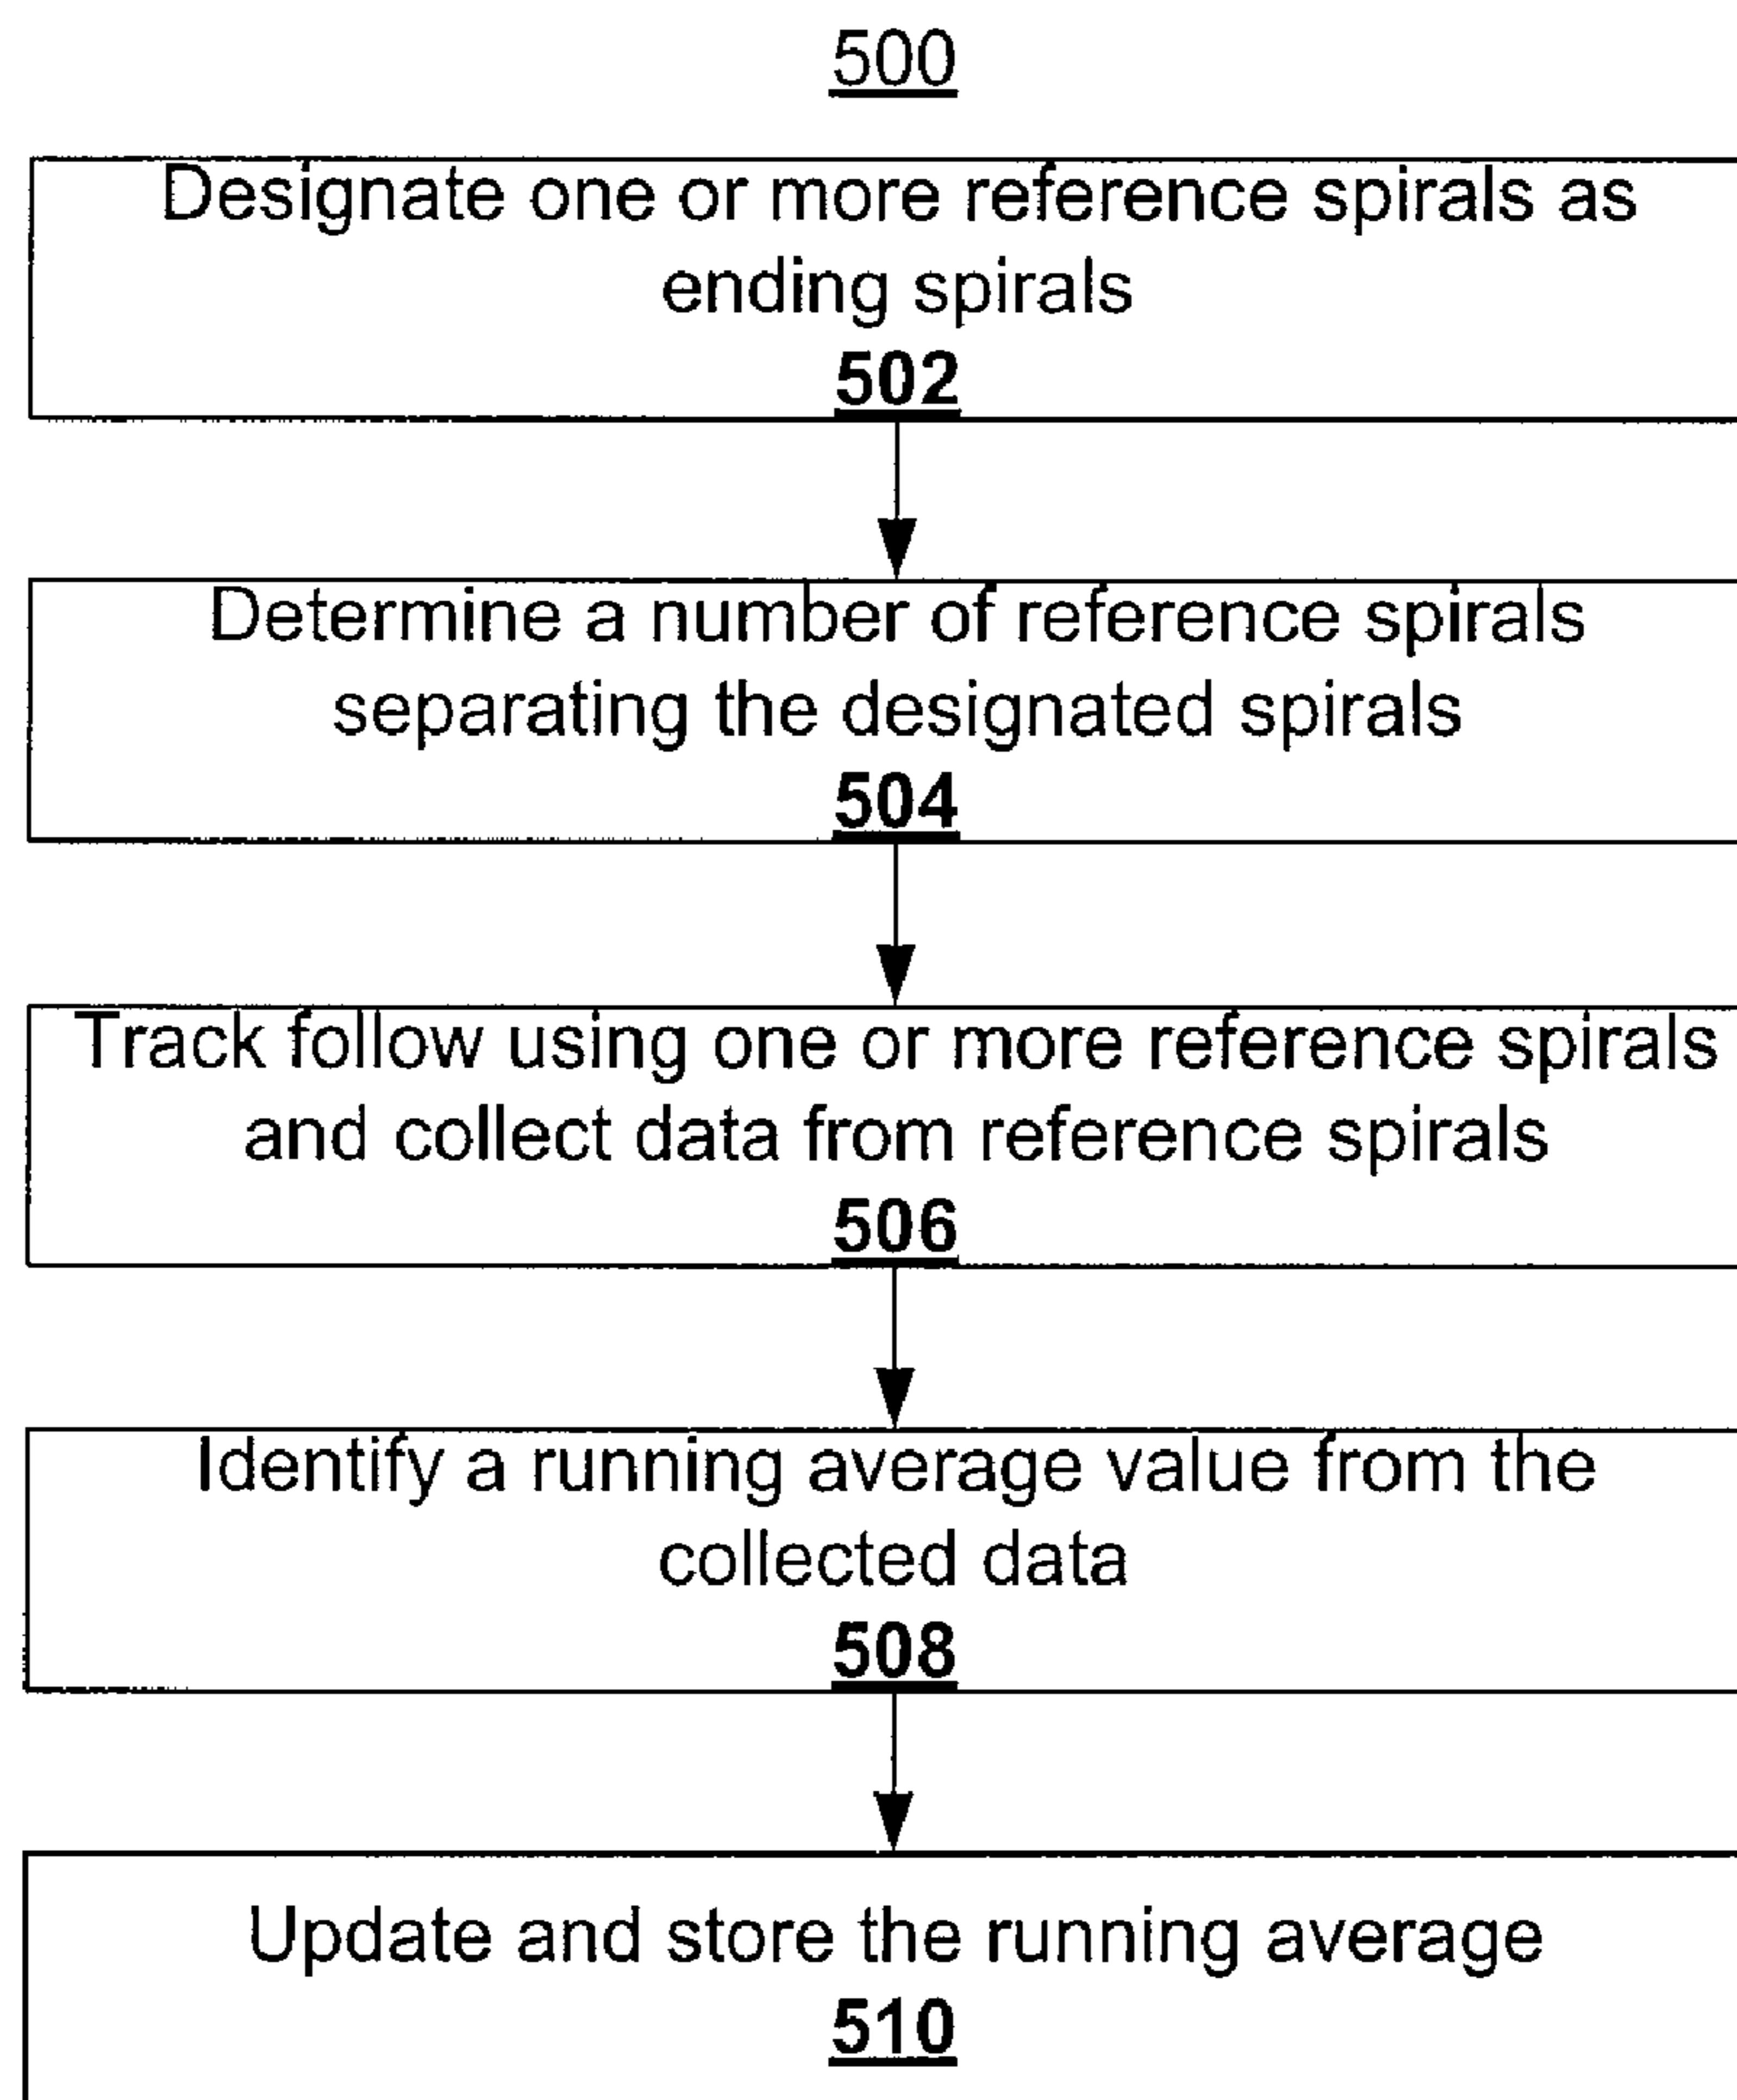 500
Designate one or more reference spirals as
ending spirals
502
Determine a number of reference spirals
separating the designated spirals
504
Track follow using one or more reference spirals
and collect data from reference spirals
506
Identify a running average value from the
collected data
508
Update and store the running average
510